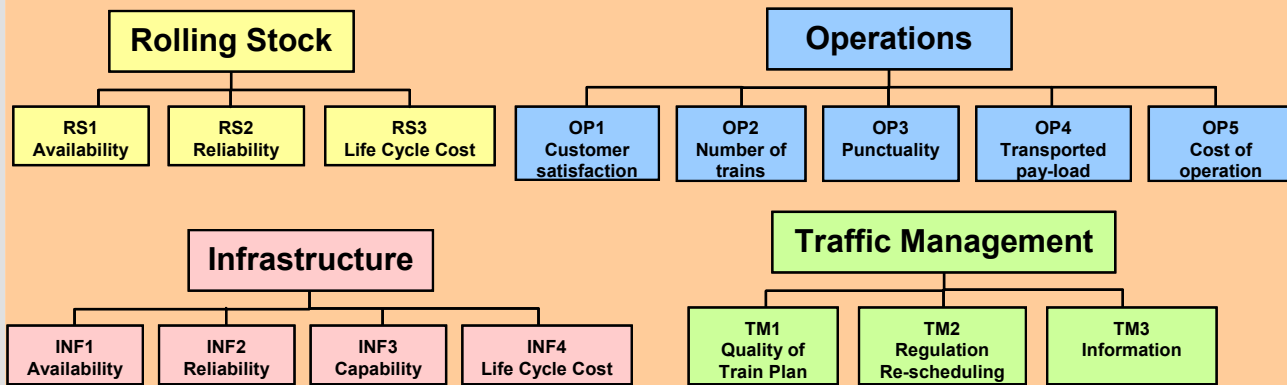 Rolling Stock
RS1
Availability
RS2
Reliability
RS3
Life Cycle Cost
Operations
OP1
Customer
satisfaction
OP2
Number of
trains
OP3
Punctuality
OP4
Transported
pay-load
OP5
Cost of
operation
Infrastructure
INF1
Availability
INF2
Reliability
INF3
Capability
INF4
Life Cycle Cost
Traffic Management
TM1
Quality of
Train Plan
TM2
Regulation
Re-scheduling
TM3
Information